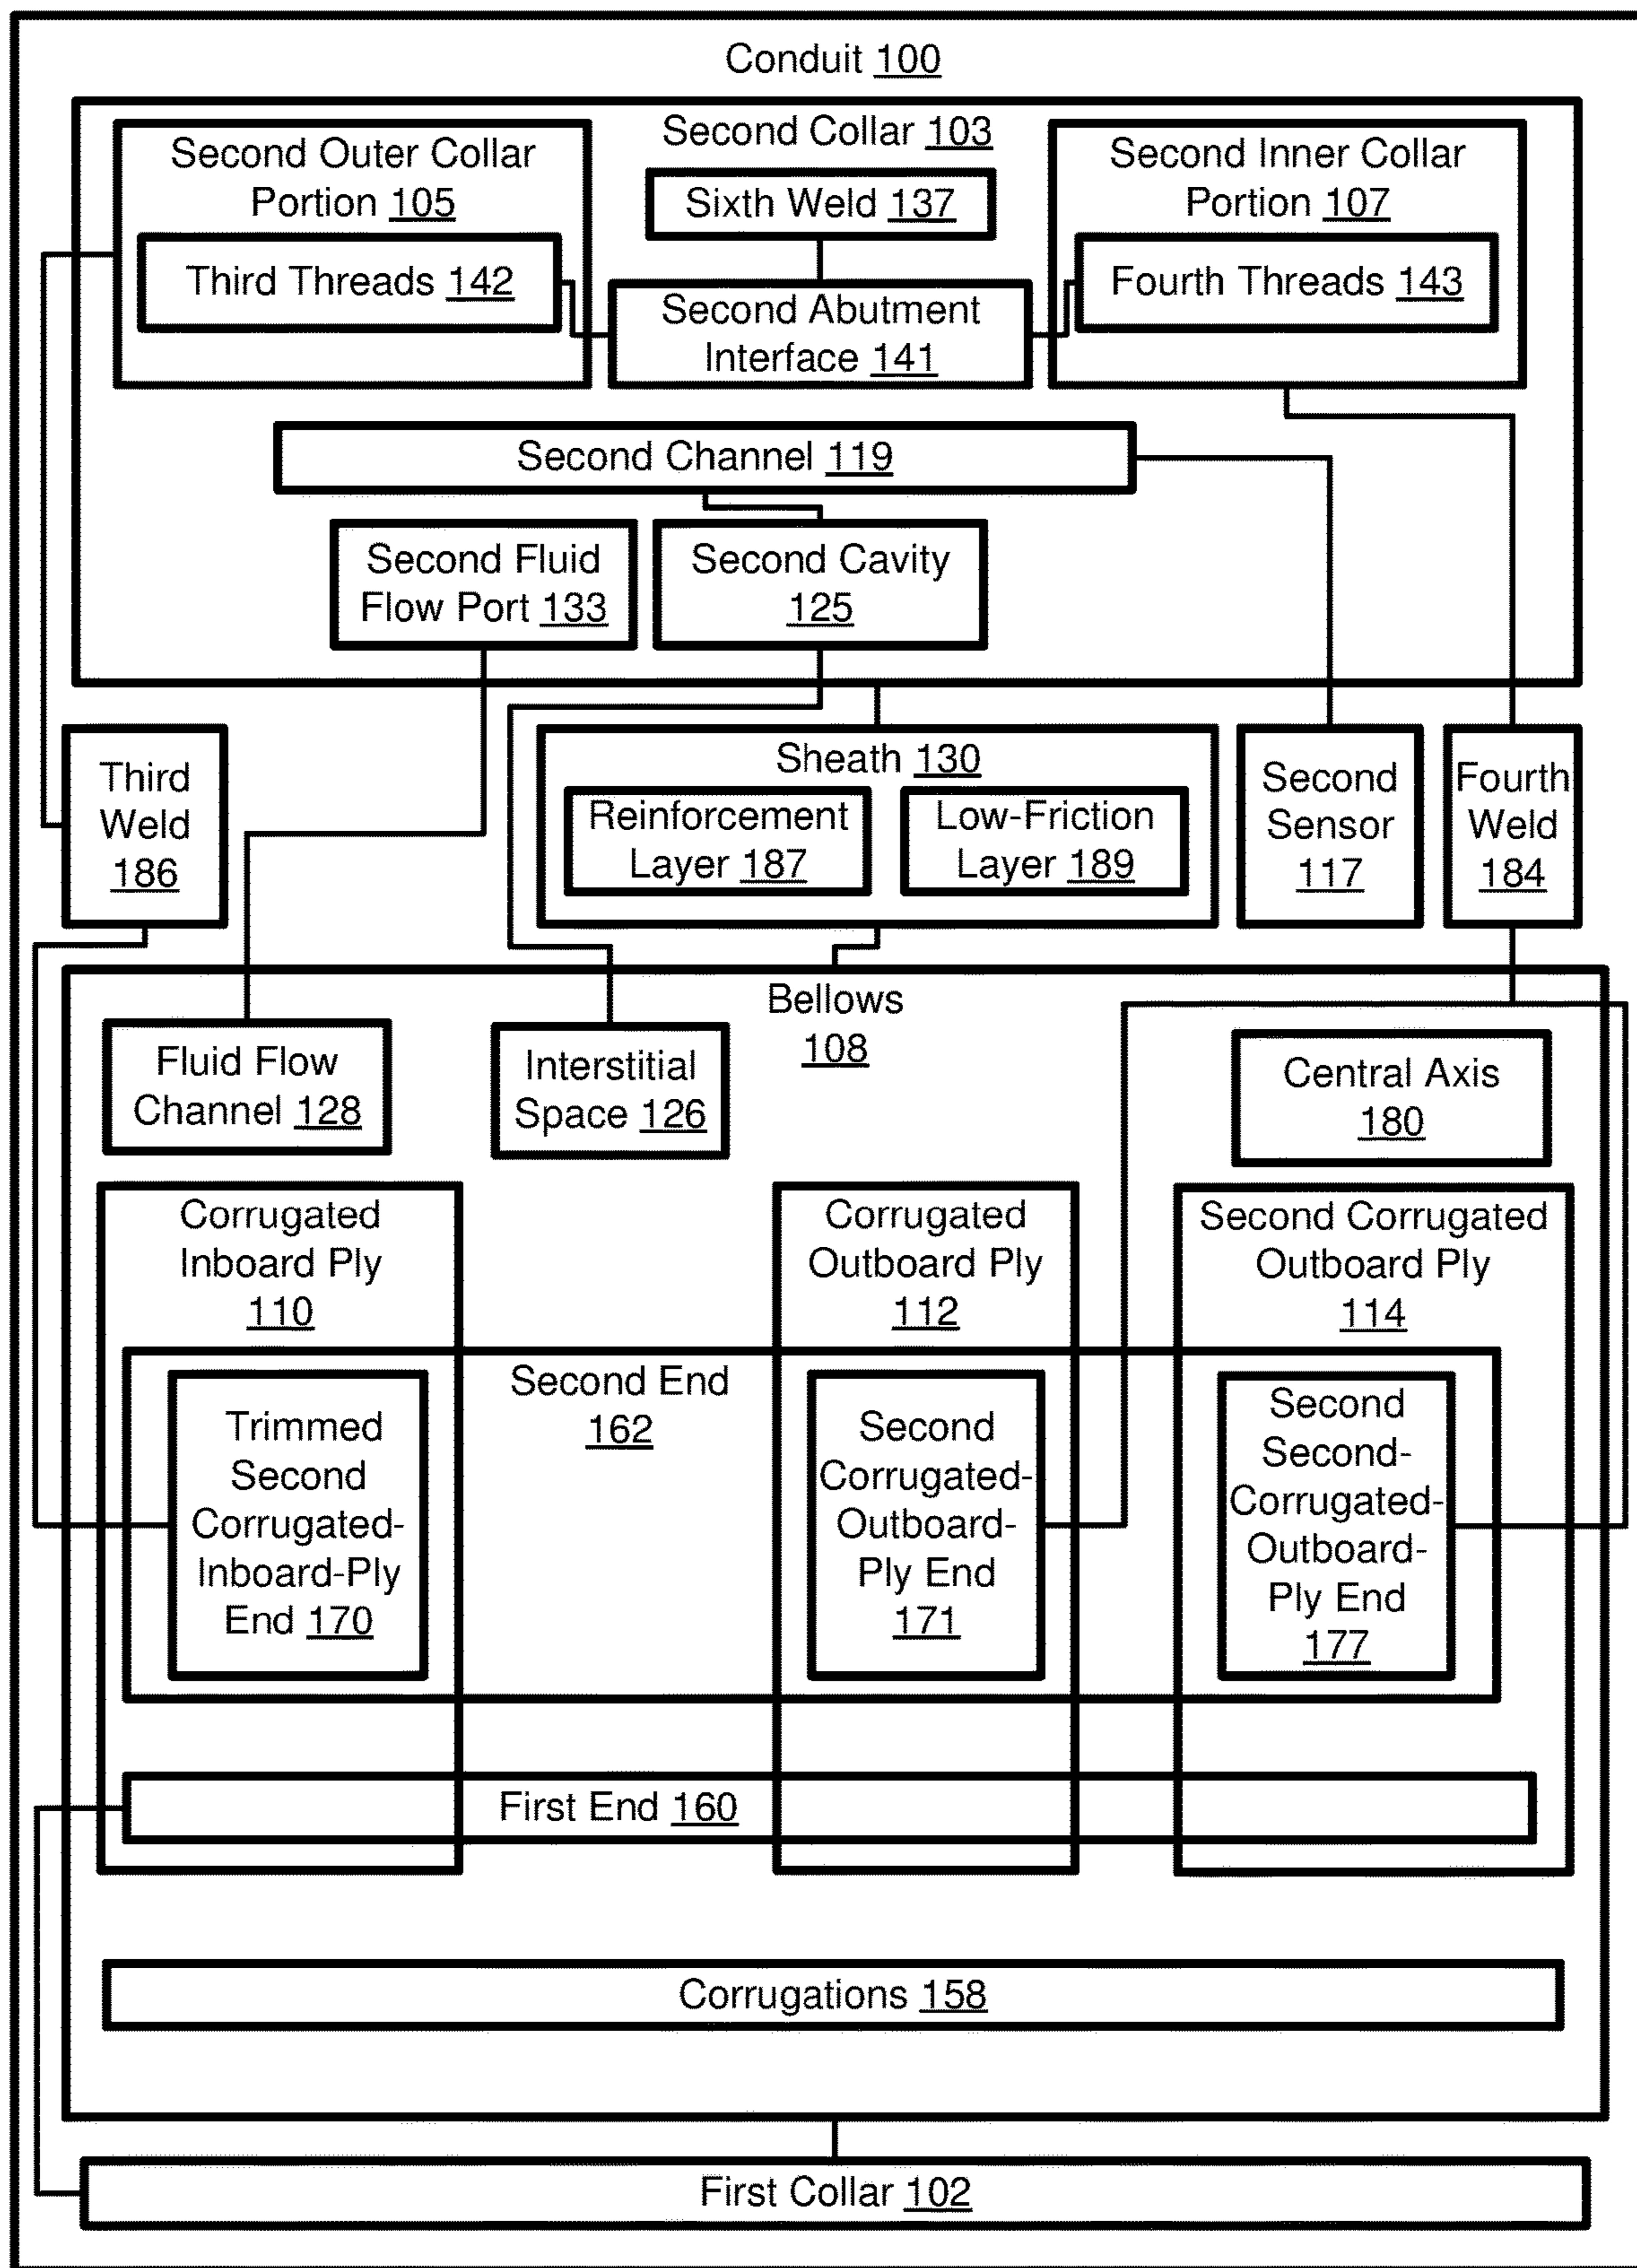 Conduit 100
Second Collar 103
Second Outer Collar
Portion 105
Third Threads 142
Sixth Weld 137
Second Abutment
Interface 141
Second Inner Collar
Portion 107
Fourth Threads 143
Second Channel 119
Second Fluid
Flow Port 133
Second Cavity
125
Third
Weld
186
Sheath 130
Reinforcement
Layer 187
Low-Friction
Layer 189
Second
Sensor
117
Fourth
Weld
184
Bellows
108
Fluid Flow
Channel 128
Interstitial
Space 126
Central Axis
180
Corrugated
Inboard Ply
110
Corrugated
Outboard Ply
112
Second Corrugated
Outboard Ply
114
Second End
162
Trimmed
Second
Corrugated-
Inboard-Ply
End 170
Second
Corrugated-
Outboard-
Ply End
171
Second
Second-
Corrugated-
Outboard-
Ply End
177
First End 160
Corrugations 158
First Collar 102